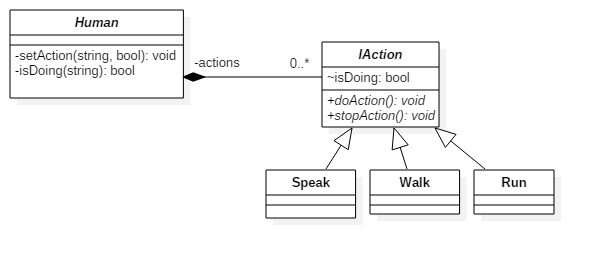 Human
-setAction(string, bool): void
-isDoing(string): bool
-actions
0..*
IAction
~isDoing: bool
+doAction(): void
+stopAction(): void
Speak
Walk
Run